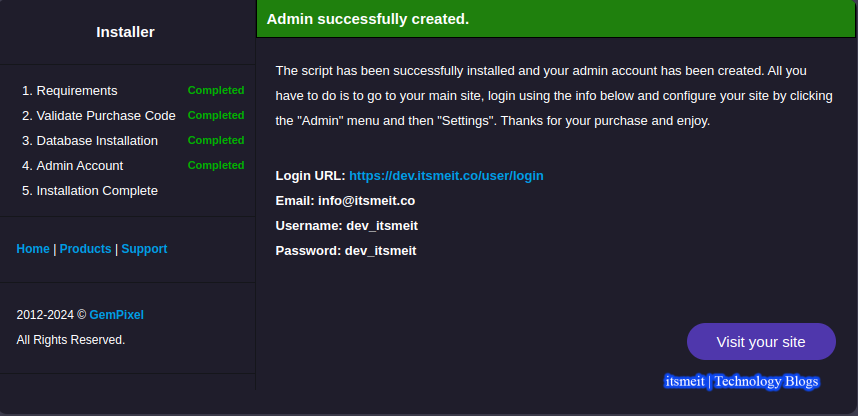 Installer
1. Requirements Completed
2. Validate Purchase Code Completed
3. Database Installation Completed
4. Admin Account Completed
5. Installation Complete
Home | Products | Support
2012-2024 © GemPixel
All Rights Reserved.
Admin successfully created.
The script has been successfully installed and your admin account has been created. All you
have to do is to go to your main site, login using the info below and configure your site by clicking
the "Admin" menu and then "Settings". Thanks for your purchase and enjoy.
Login URL: https://dev.itsmeit.co/user/login
Email: info@itsmeit.co
Username: dev_itsmeit
Password: dev_itsmeit
Visit your site
itsmeit | Technology Blogs